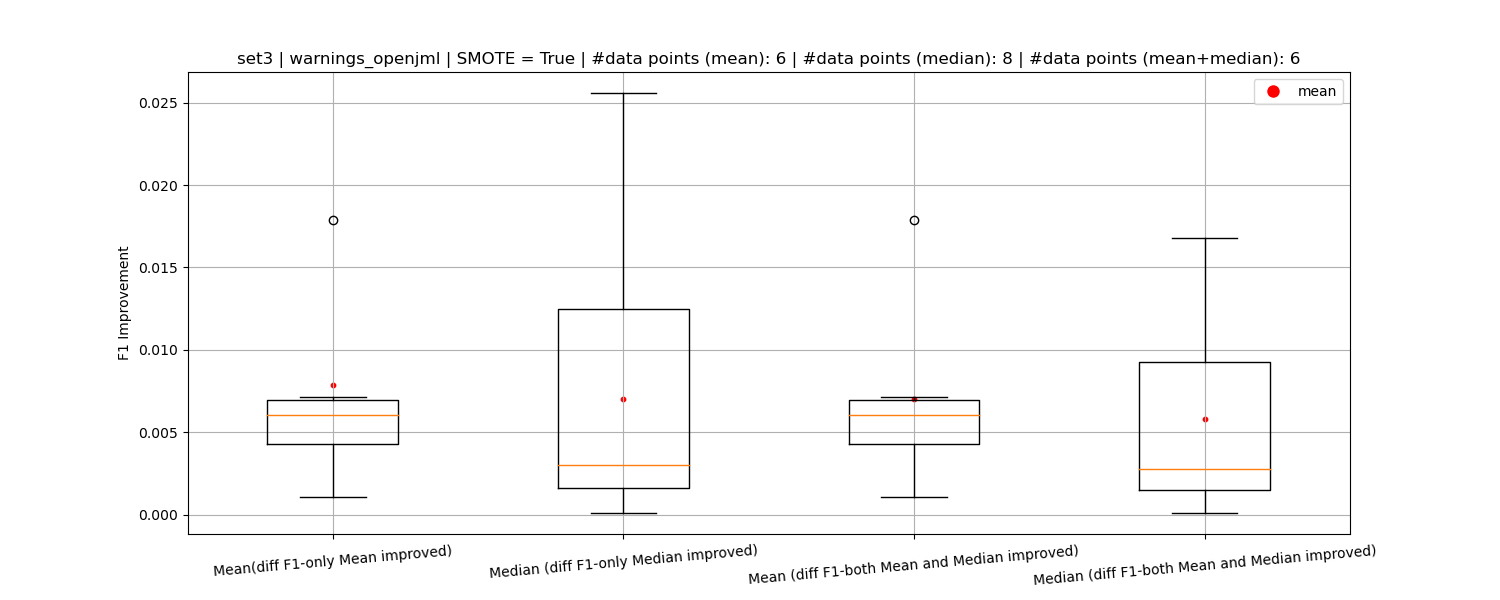 set3 | warnings_openjml | SMOTE = True | #data points (mean): 6 | #data points (median): 8 | #data points (mean+median): 6
mean
F1 Improvement
0.025
0.020
0.015
0.010
0.005
0.000
Mean(diff F1-only Mean improved)
Median (diff F1-only Median improved)
Mean (diff F1-both Mean and Median improved)
Median (diff F1-both Mean and Median improved)